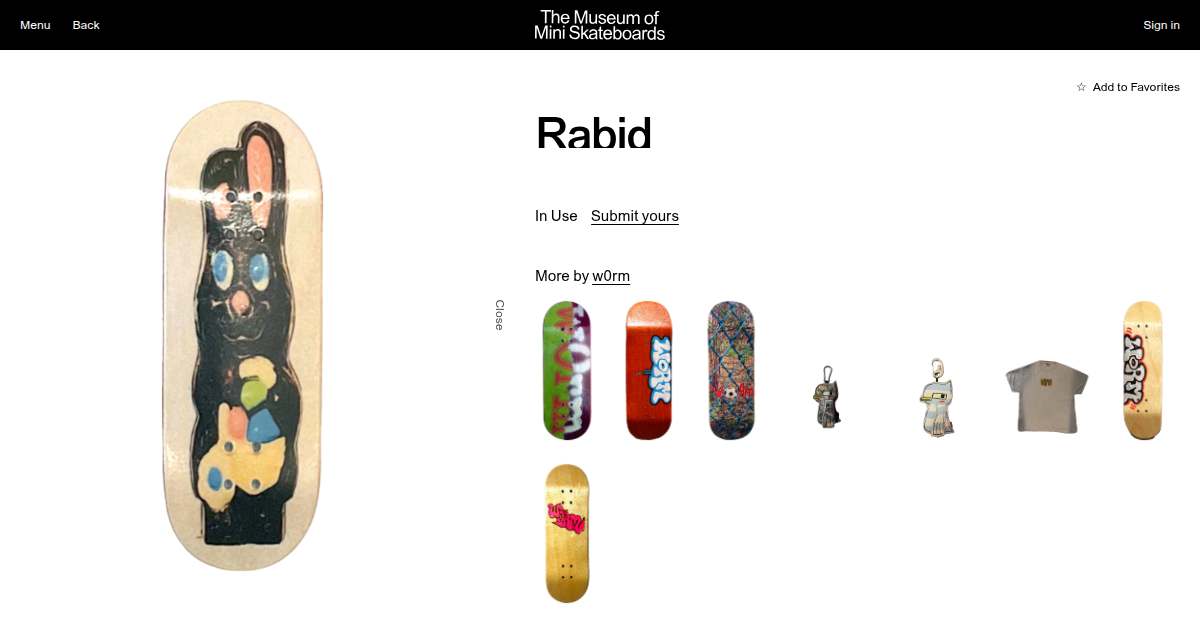 Menu
Back
The Museum of
Mini Skateboards
Sign in
☆ Add to Favorites
Rabid
In Use Submit yours
More by w0rm
Close